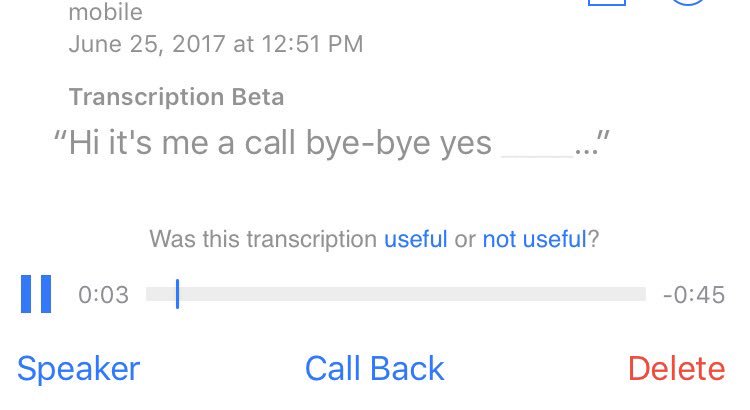 mobile
June 25, 2017 at 12:51 PM
Transcription Beta
“Hi it's me a call bye-bye yes ____...”
Was this transcription useful or not useful?
0:03 -0:45
Speaker Call Back Delete